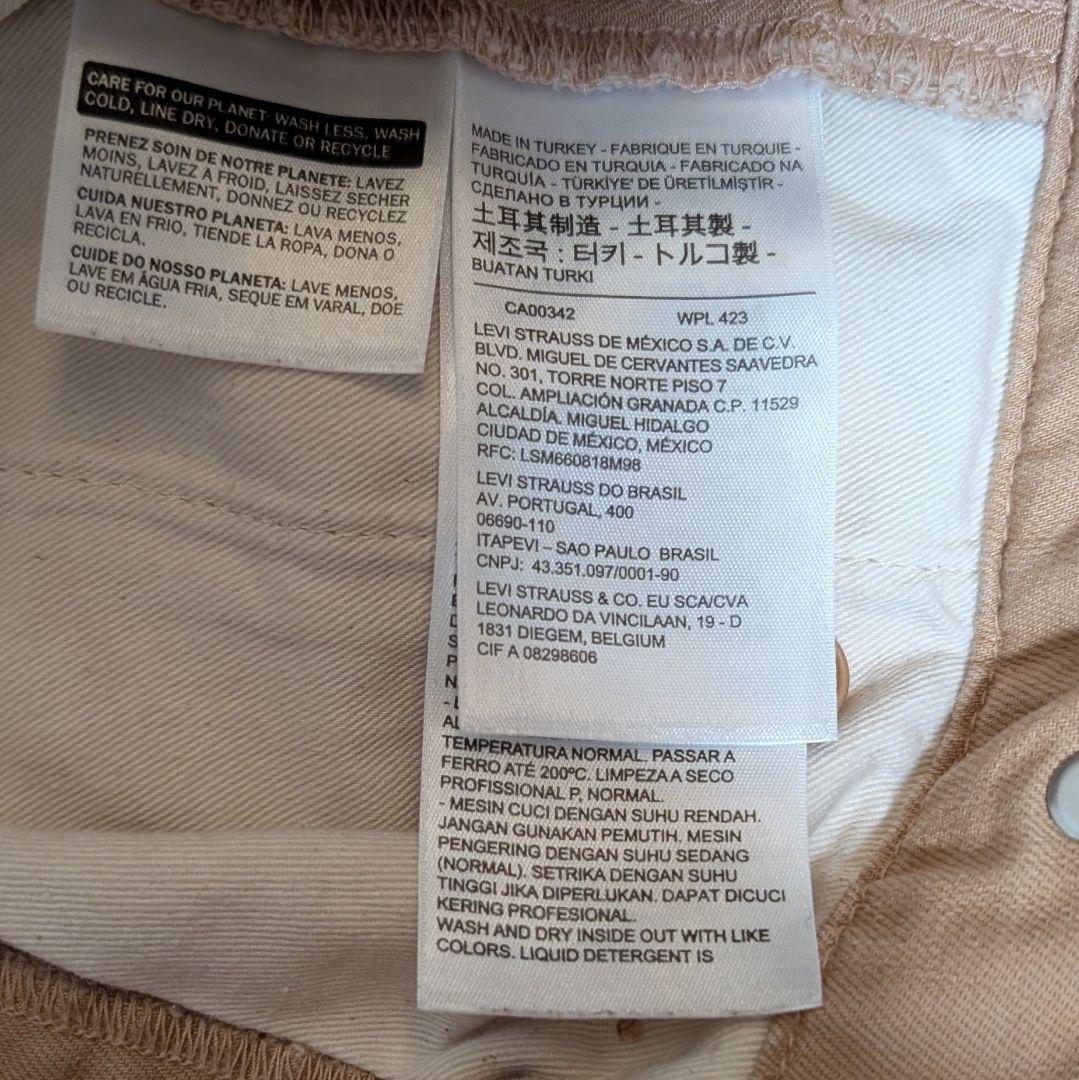 CARE FOR OUR PLANET: WASH LESS, WASH
COLD, LINE DRY, DONATE OR RECYCLE
PRENEZ SOIN DE NOTRE PLANETE: LAVEZ
MOINS, LAVEZ A FROID, LAISSEZ SECHER
NATURELLEMENT, DONNEZ OU RECYCLEZ
CUIDA NUESTRO PLANETA: LAVA MENOS,
LAVA EN FRIO, TIENDE LA ROPA, DONA O
RECICLA.
CUIDE DO NOSSO PLANETA: LAVE MENOS,
LAVE EM ÁGUA FRIA, SEQUE EM VARAL, DOE
OU RECICLE.
MADE IN TURKEY - FABRIQUE EN TURQUIE -
FABRICADO EN TURQUIA - FABRICADO NA
TURQUÍA - TÜRKİYE' DE ÜRETILMİŞTİR -
СДЕЛАНО В ТУРЦИИ -
土耳其制造 - 土耳其製 -
제조국 : 터키 - トルコ製 -
BUATAN TURKI
CA00342 WPL 423
LEVI STRAUSS DE MÉXICO S.A. DE C.V.
BLVD. MIGUEL DE CERVANTES SAAVEDRA
NO. 301, TORRE NORTE PISO 7
COL. AMPLIACIÓN GRANADA C.P. 11529
ALCALDÍA. MIGUEL HIDALGO
CIUDAD DE MÉXICO, MÉXICO
RFC: LSM660818M98
LEVI STRAUSS DO BRASIL
AV. PORTUGAL, 400
06690-110
ITAPEVI – SAO PAULO BRASIL
CNPJ: 43.351.097/0001-90
LEVI STRAUSS & CO. EU SCA/CVA
LEONARDO DA VINCILAAN, 19 - D
1831 DIEGEM, BELGIUM
CIF A 08298606
TEMPERATURA NORMAL. PASSAR A
FERRO ATÉ 200ºC. LIMPEZA A SECO
PROFISSIONAL P, NORMAL.
- MESIN CUCI DENGAN SUHU RENDAH.
JANGAN GUNAKAN PEMUTIH. MESIN
PENGERING DENGAN SUHU SEDANG
(NORMAL). SETRIKA DENGAN SUHU
TINGGI JIKA DIPERLUKAN. DAPAT DICUCI
KERING PROFESIONAL.
WASH AND DRY INSIDE OUT WITH LIKE
COLORS. LIQUID DETERGENT IS